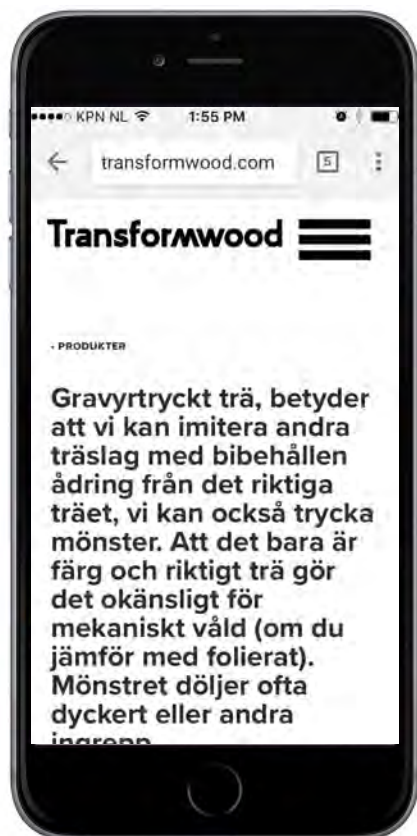 KPN NL 1:55 PM
transformwood.com 5
Transformwood
- PRODUKTER
Gravyrtryckt trä, betyder
att vi kan imitera andra
träslag med bibehållen
ådring från det riktiga
träet, vi kan också trycka
mönster. Att det bara är
färg och riktigt trä gör
det okänsligt för
mekaniskt våld (om du
jämför med folierat).
Mönstret döljer ofta
dyckert eller andra
ingrepp